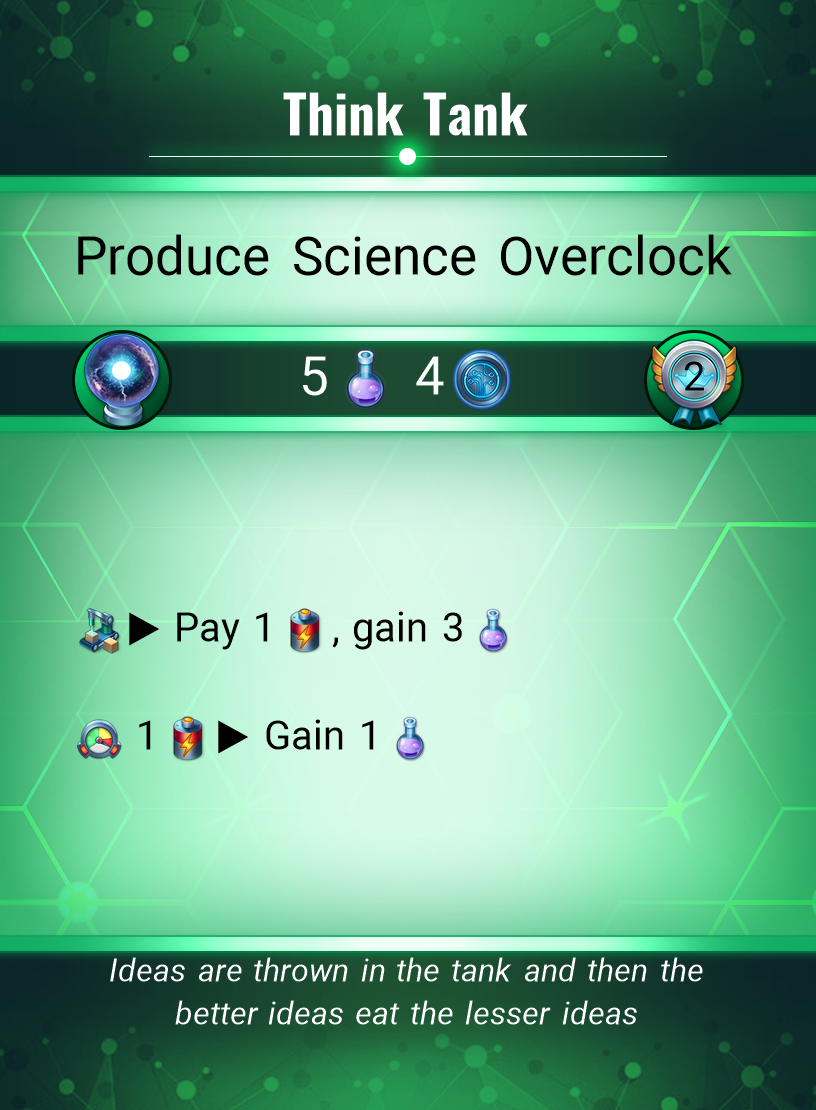 Think Tank
Produce Science Overclock
5 4 2
▶ Pay 1 , gain 3
1 ▶ Gain 1
Ideas are thrown in the tank and then the
better ideas eat the lesser ideas